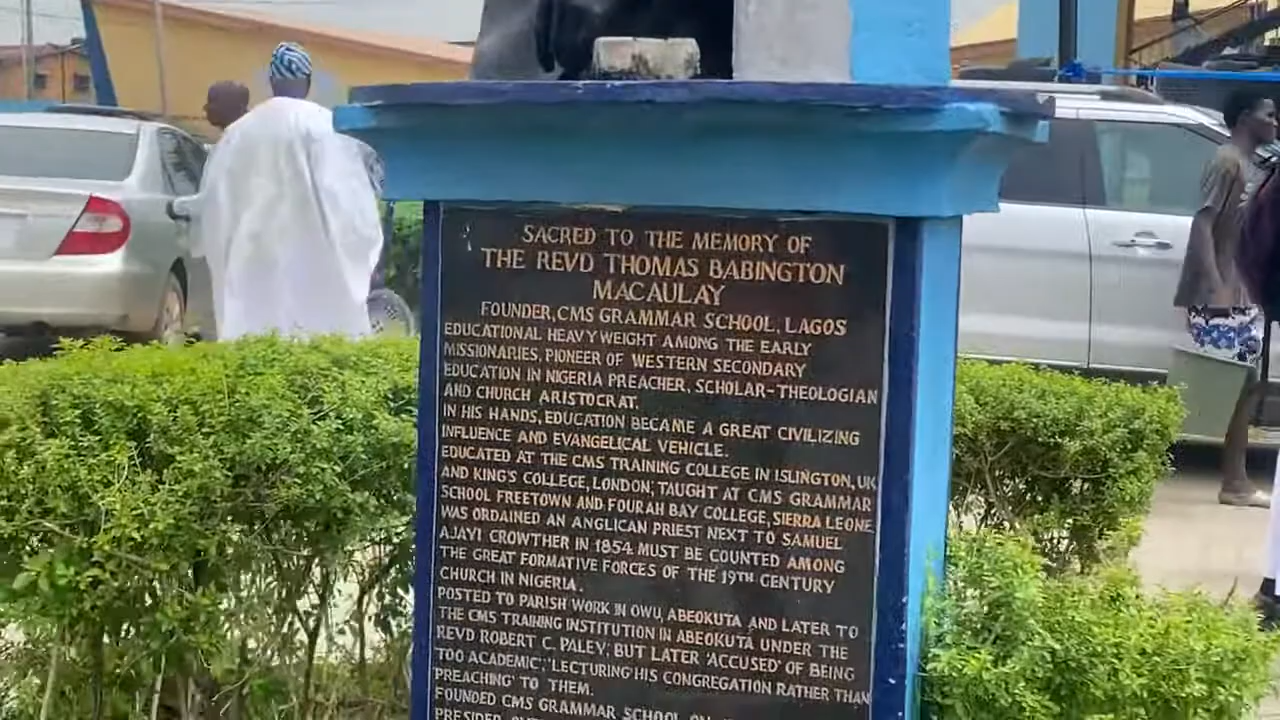 SACRED TO THE MEMORY OF
THE REVD THOMAS BABINGTON
MACAULAY
FOUNDER, CMS GRAMMAR SCHOOL, LAGOS
EDUCATIONAL HEAVYWEIGHT AMONG THE EARLY
MISSIONARIES, PIONEER OF WESTERN SECONDARY
EDUCATION IN NIGERIA PREACHER, SCHOLAR-THEOLOGIAN
AND CHURCH ARISTOCRAT.
IN HIS HANDS, EDUCATION BECAME A GREAT CIVILIZING
INFLUENCE AND EVANGELICAL VEHICLE.
EDUCATED AT THE CMS TRAINING COLLEGE IN ISLINGTON, UK
AND KING'S COLLEGE, LONDON; TAUGHT AT CMS GRAMMAR
SCHOOL FREETOWN AND FOURAH BAY COLLEGE, SIERRA LEONE
WAS ORDAINED AN ANGLICAN PRIEST NEXT TO SAMUEL
AJAYI CROWTHER IN 1854 MUST BE COUNTED AMONG
THE GREAT FORMATIVE FORCES OF THE 19TH CENTURY
CHURCH IN NIGERIA.
POSTED TO PARISH WORK IN OWU, ABEOKUTA AND LATER TO
THE CMS TRAINING INSTITUTION IN ABEOKUTA UNDER THE
REVD ROBERT C. PALEY; BUT LATER 'ACCUSED' OF BEING
TOO ACADEMIC; 'LECTURING' HIS CONGREGATION RATHER THAN
'PREACHING' TO THEM.
FOUNDED CMS GRAMMAR SCHOOL ON